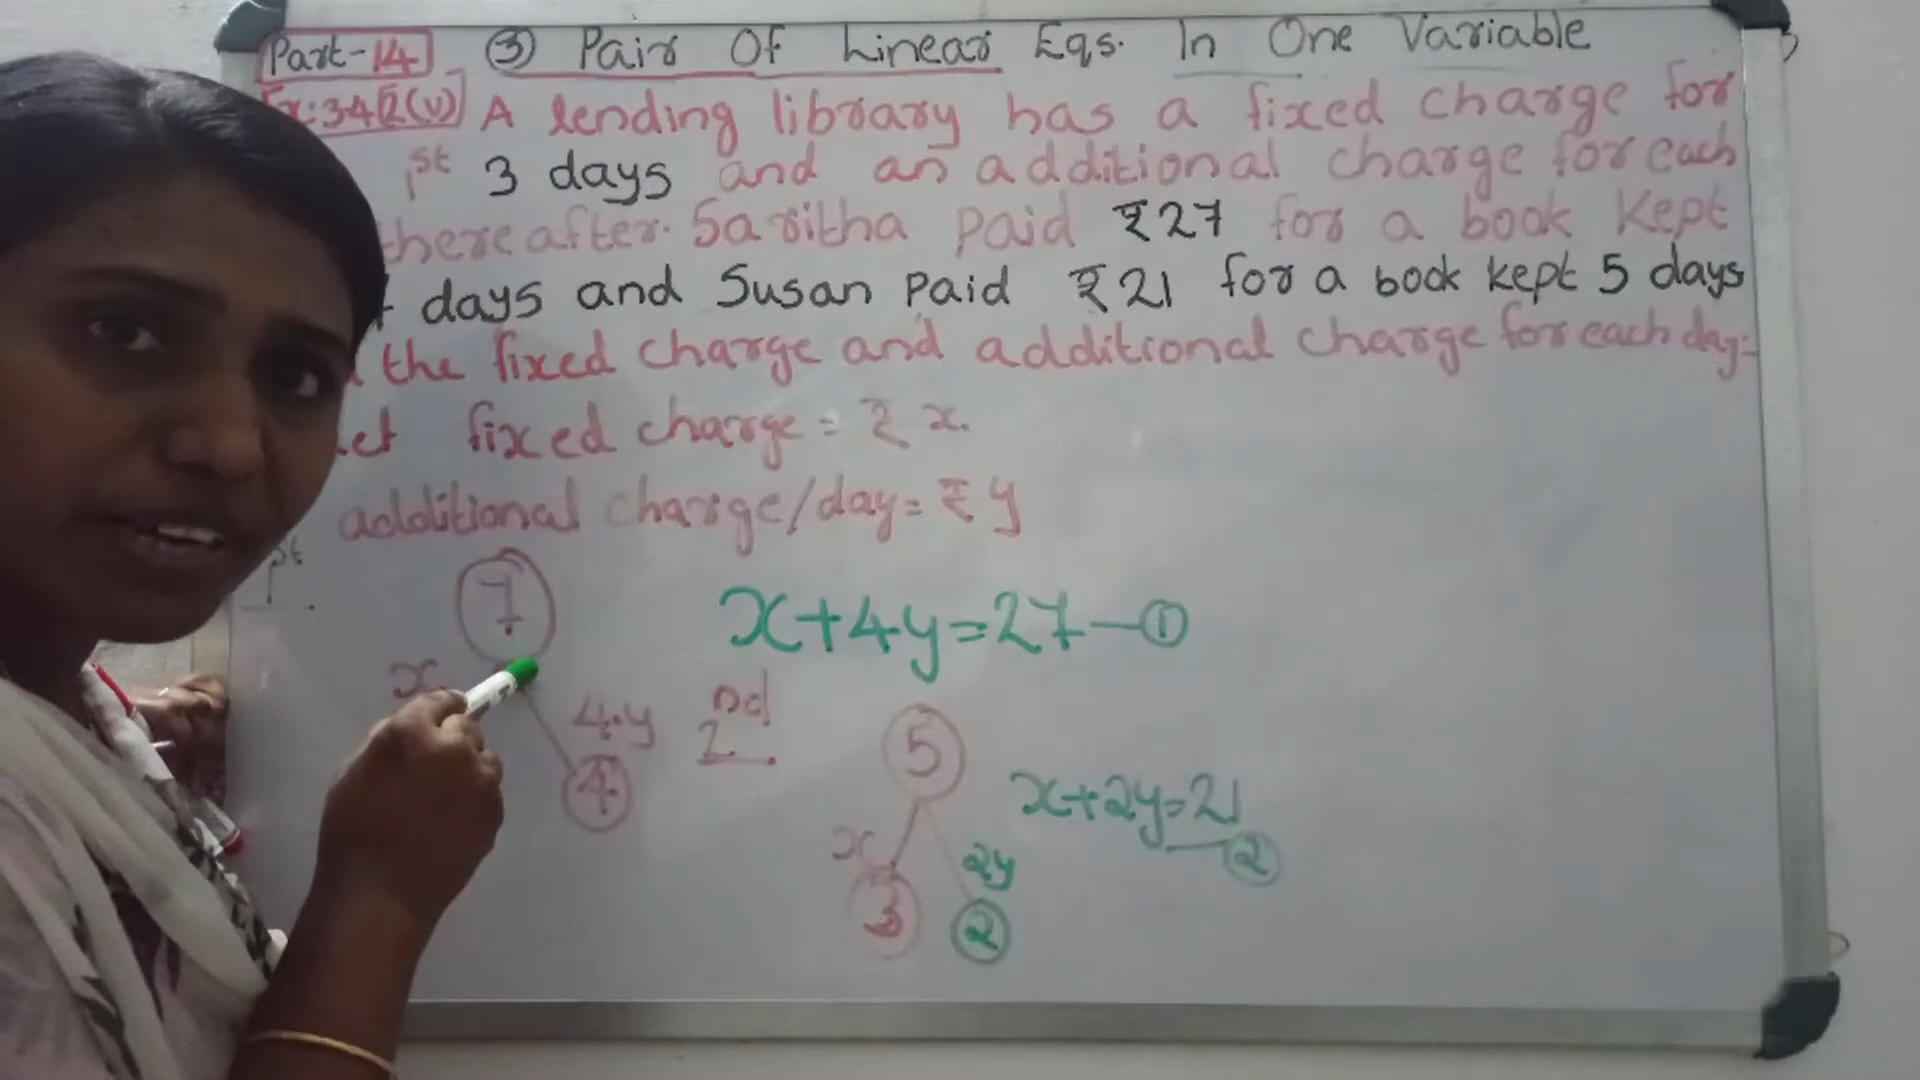 Part-14 ③ Pair Of Linear Eqs. In One Variable
Ex:3.4 2(v) A lending library has a fixed charge for
1st 3 days and an additional charge for each
thereafter. Saritha paid ₹27 for a book kept
days and Susan paid ₹21 for a book kept 5 days
the fixed charge and additional charge for each day:-
Let fixed charge = ₹ x.
additional charge/day = ₹ y
1st
7
x+4y=27-①
x
4.y
4
2nd
5
x+2y=21
②
x
2y
3
2